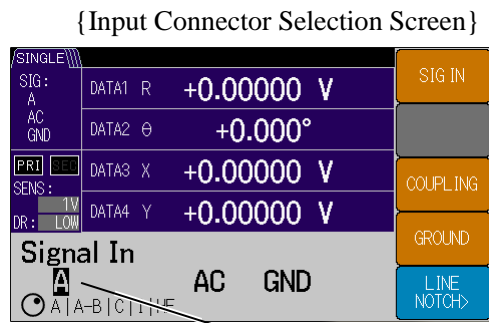 {Input Connector Selection Screen}
SINGLE
SIG:
A
AC
GND
PRI SEC
SENS:
1V
DR: LOW
DATA1 R +0.00000 V
DATA2 θ +0.000°
DATA3 X +0.00000 V
DATA4 Y +0.00000 V
SIG IN
COUPLING
GROUND
LINE
NOTCH>
Signal In
A AC GND
A|A-B|C|I|HF